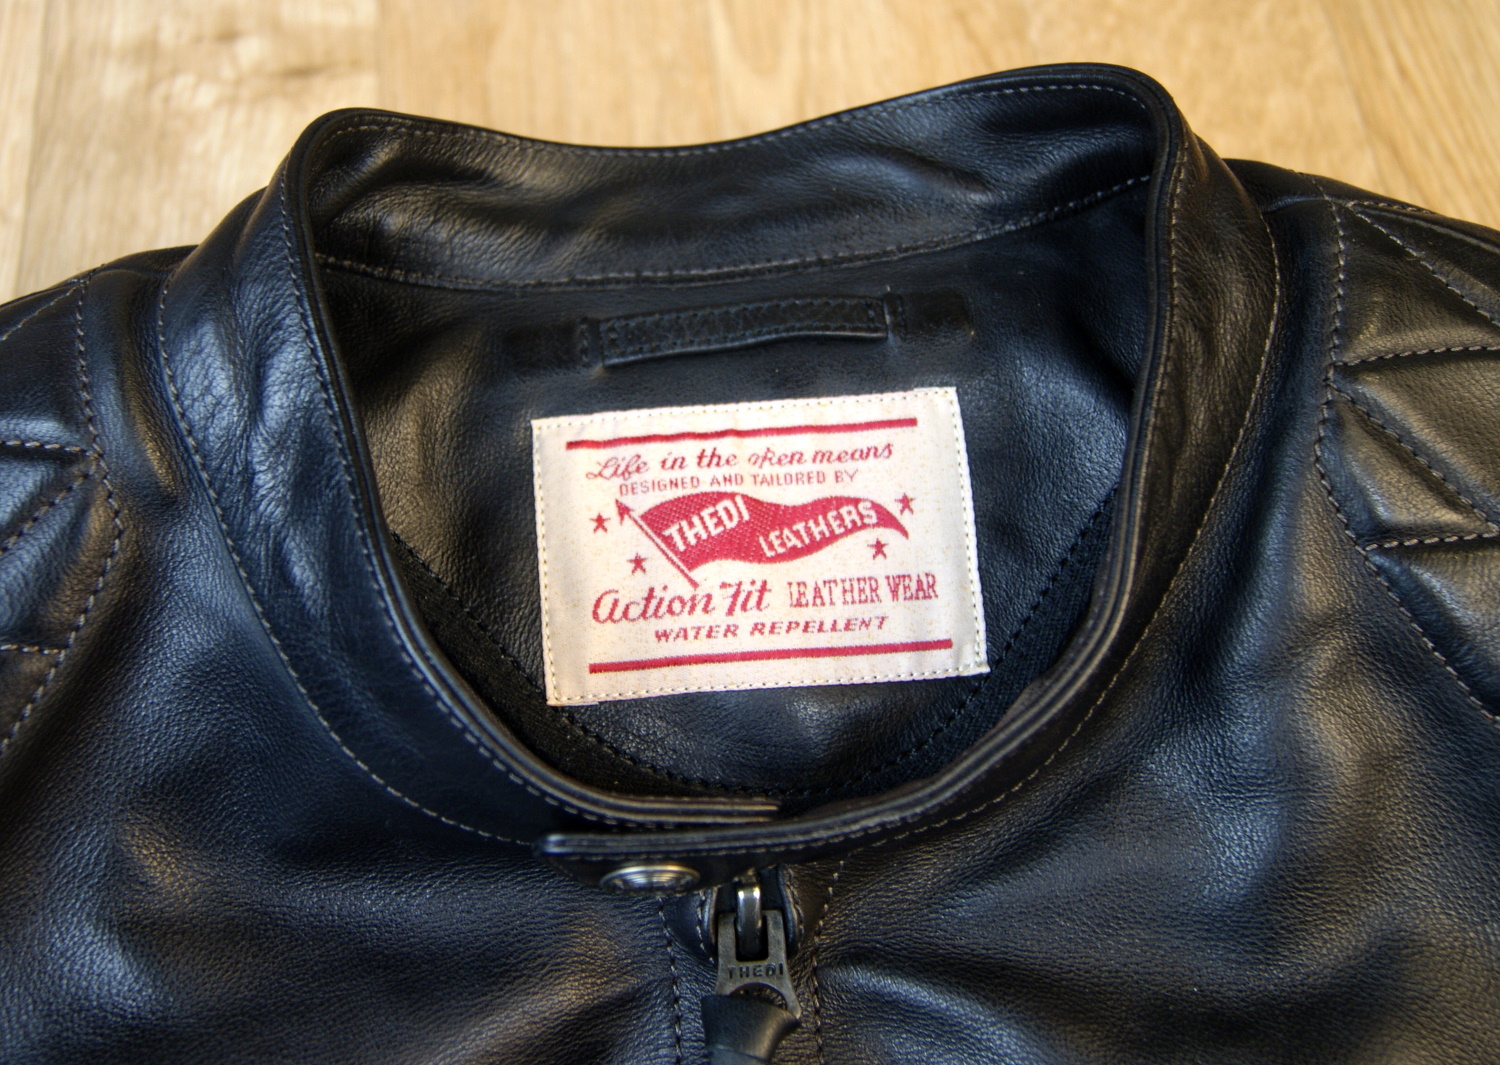 Life in the open means
DESIGNED AND TAILORED BY
THEDI LEATHERS
Action Fit LEATHER WEAR
WATER REPELLENT
THEDI